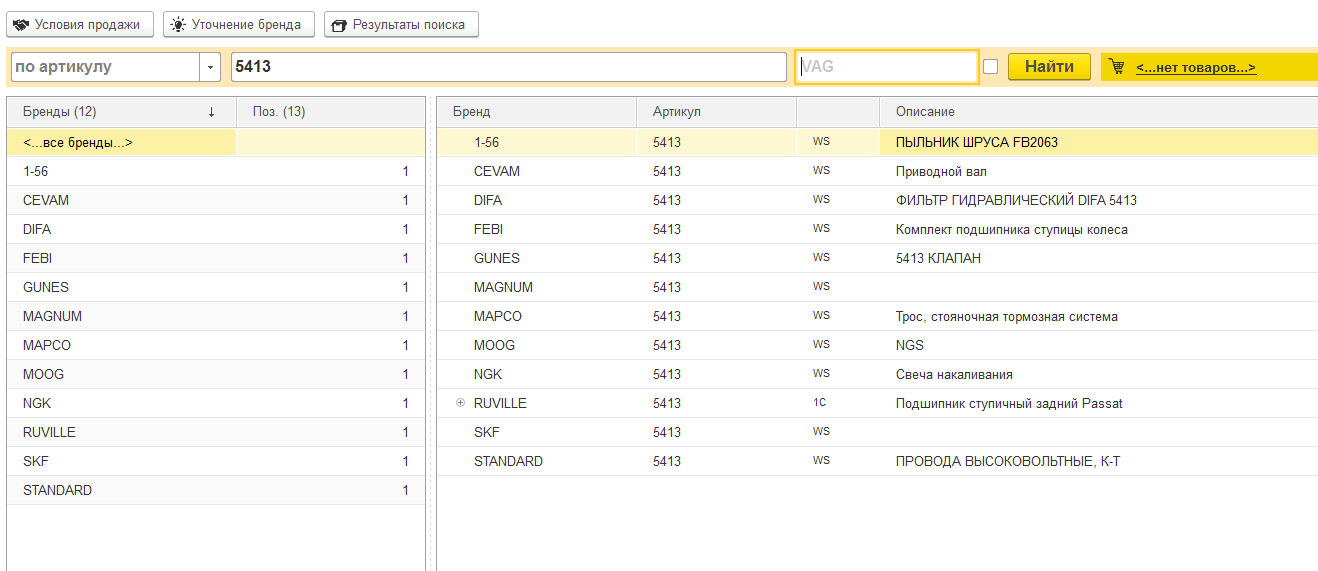 Условия продажи Уточнение бренда Результаты поиска
по артикулу 5413 VAG Найти <...нет товаров...>
Бренды (12) ↓ Поз. (13) Бренд Артикул Описание
<...все бренды...> 1-56 5413 WS ПЫЛЬНИК ШРУСА FB2063
1-56 1 CEVAM 5413 WS Приводной вал
CEVAM 1 DIFA 5413 WS ФИЛЬТР ГИДРАВЛИЧЕСКИЙ DIFA 5413
DIFA 1 FEBI 5413 WS Комплект подшипника ступицы колеса
FEBI 1 GUNES 5413 WS 5413 КЛАПАН
GUNES 1 MAGNUM 5413 WS
MAGNUM 1 MAPCO 5413 WS Трос, стояночная тормозная система
MAPCO 1 MOOG 5413 WS NGS
MOOG 1 NGK 5413 WS Свеча накаливания
NGK 1 RUVILLE 5413 1С Подшипник ступичный задний Passat
RUVILLE 1 SKF 5413 WS
SKF 1 STANDARD 5413 WS ПРОВОДА ВЫСОКОВОЛЬТНЫЕ, К-Т
STANDARD 1